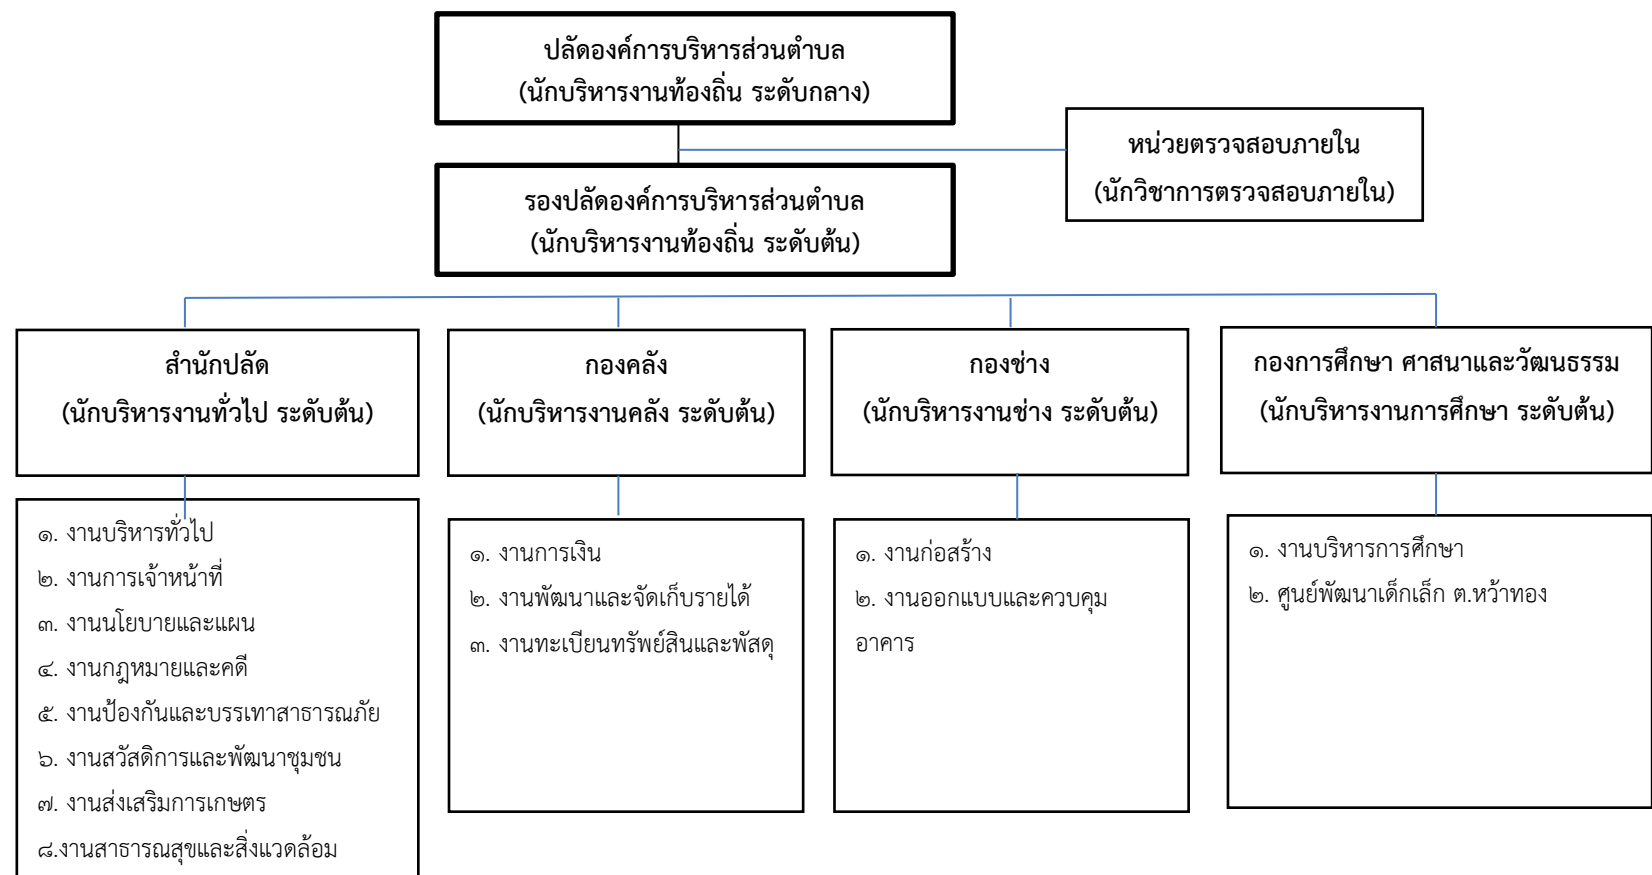 ปลัดองค์การบริหารส่วนตำบล
(นักบริหารงานท้องถิ่น ระดับกลาง)
หน่วยตรวจสอบภายใน
(นักวิชาการตรวจสอบภายใน)
รองปลัดองค์การบริหารส่วนตำบล
(นักบริหารงานท้องถิ่น ระดับต้น)
สำนักปลัด
(นักบริหารงานทั่วไป ระดับต้น)
กองคลัง
(นักบริหารงานคลัง ระดับต้น)
กองช่าง
(นักบริหารงานช่าง ระดับต้น)
กองการศึกษา ศาสนาและวัฒนธรรม
(นักบริหารงานการศึกษา ระดับต้น)
๑. งานบริหารทั่วไป
๒. งานการเจ้าหน้าที่
๓. งานนโยบายและแผน
๔. งานกฎหมายและคดี
๕. งานป้องกันและบรรเทาสาธารณภัย
๖. งานสวัสดิการและพัฒนาชุมชน
๗. งานส่งเสริมการเกษตร
๘.งานสาธารณสุขและสิ่งแวดล้อม
๑. งานการเงิน
๒. งานพัฒนาและจัดเก็บรายได้
๓. งานทะเบียนทรัพย์สินและพัสดุ
๑. งานก่อสร้าง
๒. งานออกแบบและควบคุม
อาคาร
๑. งานบริหารการศึกษา
๒. ศูนย์พัฒนาเด็กเล็ก ต.หว้าทอง